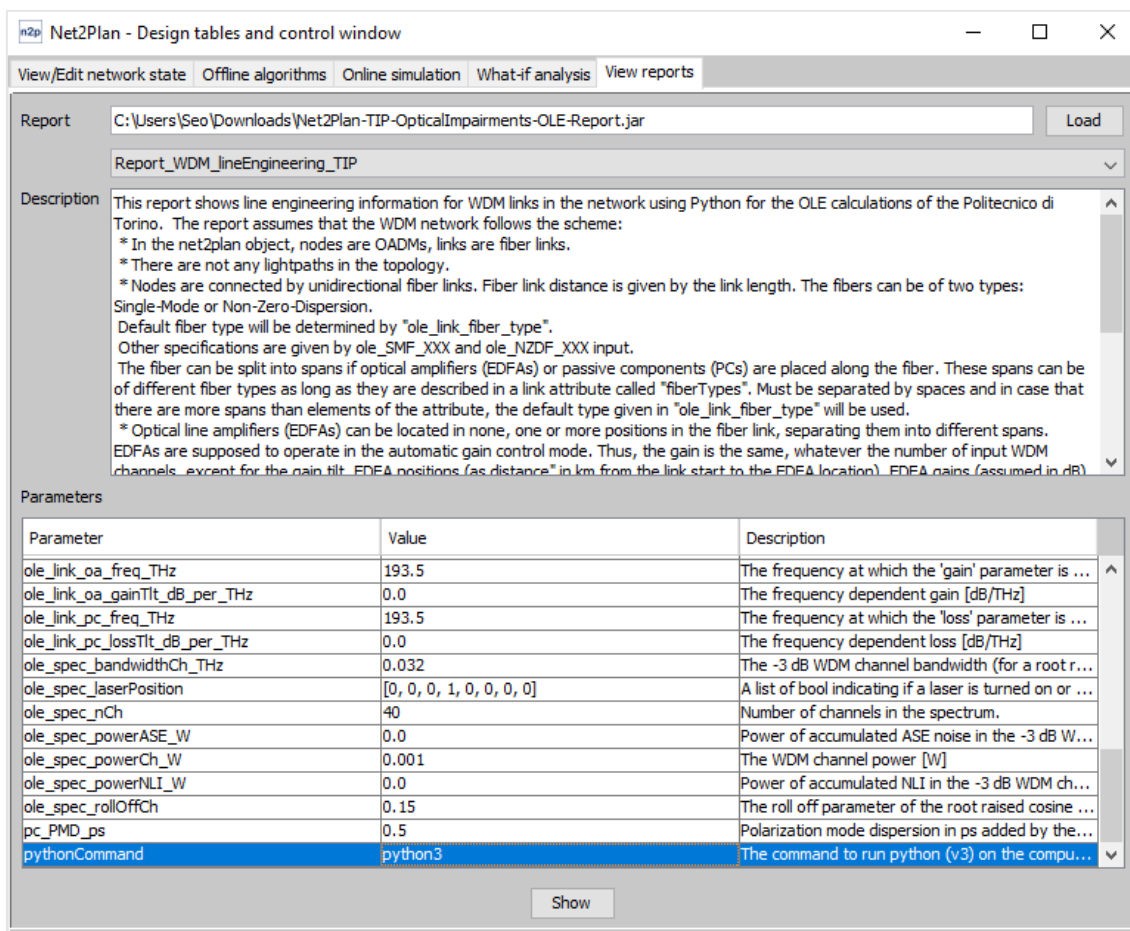 n2p Net2Plan - Design tables and control window
View/Edit network state Offline algorithms Online simulation What-if analysis View reports
Report C:\Users\Seo\Downloads\Net2Plan-TIP-OpticalImpairments-OLE-Report.jar Load
Report_WDM_lineEngineering_TIP
Description This report shows line engineering information for WDM links in the network using Python for the OLE calculations of the Politecnico di
Torino. The report assumes that the WDM network follows the scheme:
* In the net2plan object, nodes are OADMs, links are fiber links.
* There are not any lightpaths in the topology.
* Nodes are connected by unidirectional fiber links. Fiber link distance is given by the link length. The fibers can be of two types:
Single-Mode or Non-Zero-Dispersion.
Default fiber type will be determined by "ole_link_fiber_type".
Other specifications are given by ole_SMF_XXX and ole_NZDF_XXX input.
The fiber can be split into spans if optical amplifiers (EDFAs) or passive components (PCs) are placed along the fiber. These spans can be
of different fiber types as long as they are described in a link attribute called "fiberTypes". Must be separated by spaces and in case that
there are more spans than elements of the attribute, the default type given in "ole_link_fiber_type" will be used.
* Optical line amplifiers (EDFAs) can be located in none, one or more positions in the fiber link, separating them into different spans.
EDFAs are supposed to operate in the automatic gain control mode. Thus, the gain is the same, whatever the number of input WDM
channels, except for the gain tilt. EDFA positions (as distance" in km from the link start to the EDFA location), EDFA gains (assumed in dB)
Parameters
Parameter Value Description
ole_link_oa_freq_THz 193.5 The frequency at which the 'gain' parameter is ...
ole_link_oa_gainTlt_dB_per_THz 0.0 The frequency dependent gain [dB/THz]
ole_link_pc_freq_THz 193.5 The frequency at which the 'loss' parameter is ...
ole_link_pc_lossTlt_dB_per_THz 0.0 The frequency dependent loss [dB/THz]
ole_spec_bandwidthCh_THz 0.032 The -3 dB WDM channel bandwidth (for a root r...
ole_spec_laserPosition [0, 0, 0, 1, 0, 0, 0, 0] A list of bool indicating if a laser is turned on or ...
ole_spec_nCh 40 Number of channels in the spectrum.
ole_spec_powerASE_W 0.0 Power of accumulated ASE noise in the -3 dB W...
ole_spec_powerCh_W 0.001 The WDM channel power [W]
ole_spec_powerNLI_W 0.0 Power of accumulated NLI in the -3 dB WDM ch...
ole_spec_rollOffCh 0.15 The roll off parameter of the root raised cosine ...
pc_PMD_ps 0.5 Polarization mode dispersion in ps added by the...
pythonCommand python3 The command to run python (v3) on the compu...
Show